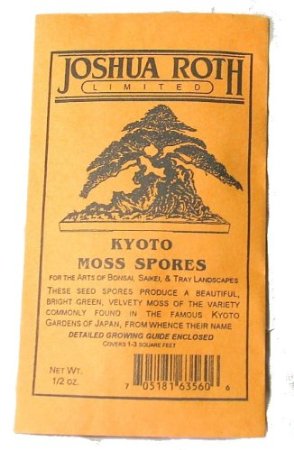 JOSHUA ROTH
LIMITED
KYOTO
MOSS SPORES
FOR THE ARTS OF BONSAI, SAIKEI, & TRAY LANDSCAPES
THESE SEED SPORES PRODUCE A BEAUTIFUL,
BRIGHT GREEN, VELVETY MOSS OF THE VARIETY
COMMONLY FOUND IN THE FAMOUS KYOTO
GARDENS OF JAPAN, FROM WHENCE THEIR NAME
DETAILED GROWING GUIDE ENCLOSED
COVERS 1-3 SQUARE FEET
NET WT.
1/2 OZ.
7 05181 63560 6